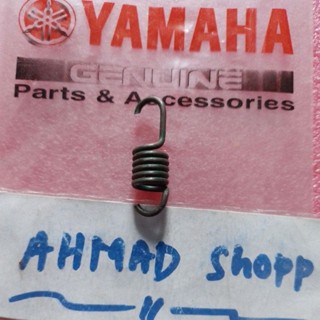 YAMAHA
GENUINE
Parts & Accessories
AHMAD Shopp